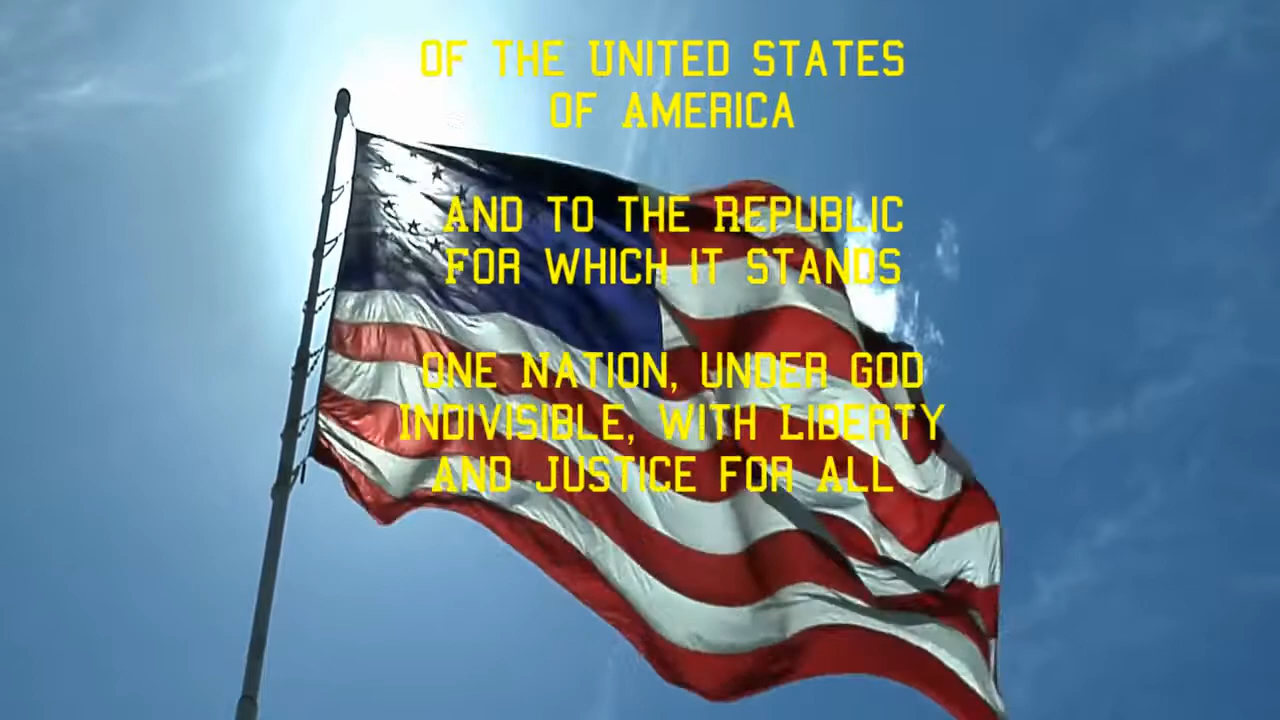 OF THE UNITED STATES
OF AMERICA
AND TO THE REPUBLIC
FOR WHICH IT STANDS
ONE NATION, UNDER GOD
INDIVISIBLE, WITH LIBERTY
AND JUSTICE FOR ALL